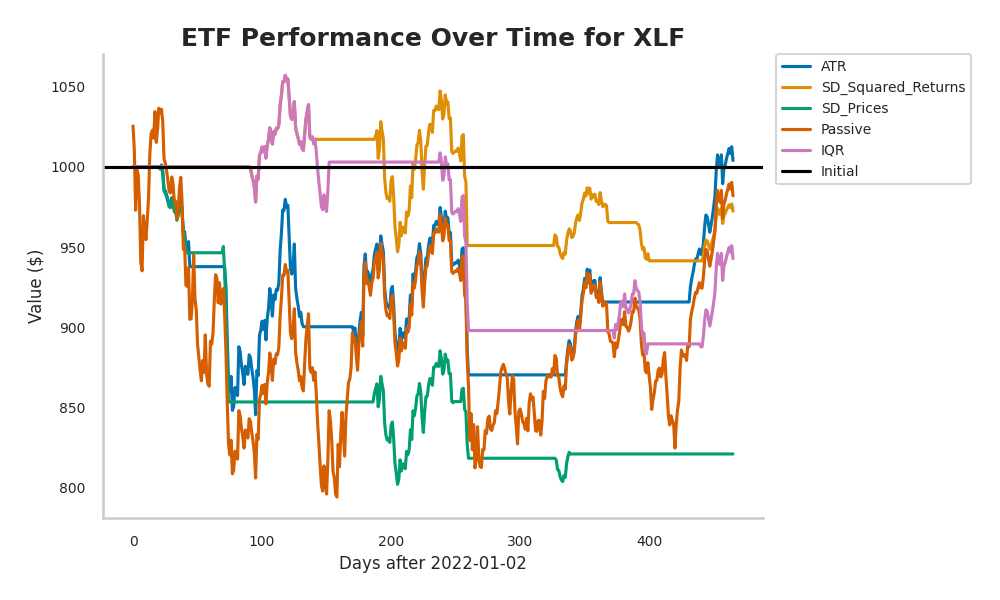 ETF Performance Over Time for XLF
Value ($)
1050
1000
950
900
850
800
0
100
200
300
400
Days after 2022-01-02
ATR
SD_Squared_Returns
SD_Prices
Passive
IQR
Initial